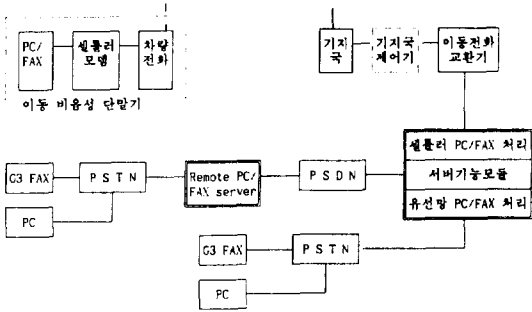 PC/
FAX
셀룰러
모뎀
차량
전화
이동 비음성 단말기
기지
국
기지국
제어기
이동전화
교환기
셀룰러 PC/FAX 처리
서버기능모듈
유선망 PC/FAX 처리
G3 FAX
PC
P S T N
Remote PC/
FAX server
P S D N
G3 FAX
PC
P S T N